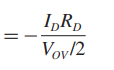 = − I_D R_D / (V_OV/2)